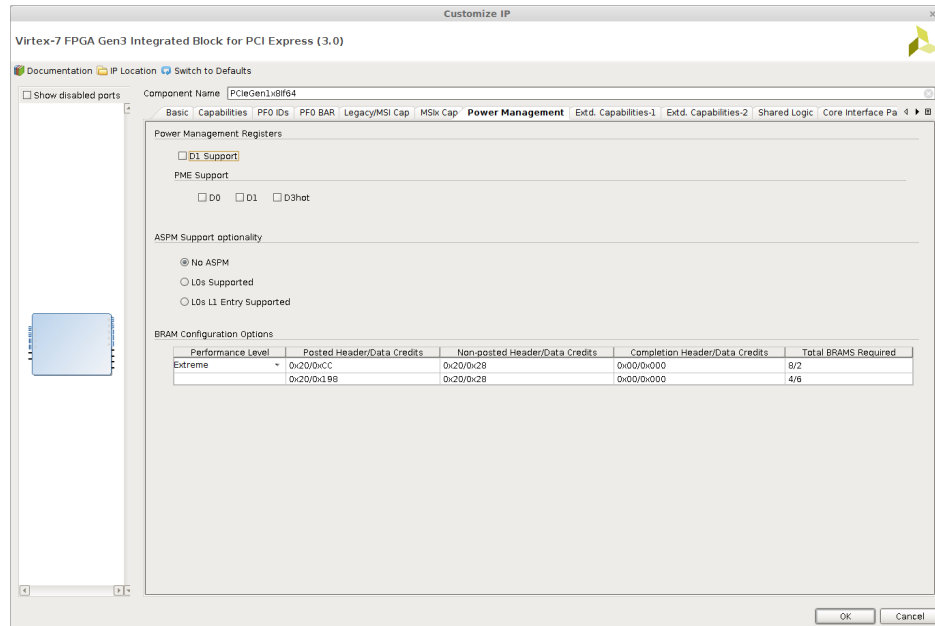 Customize IP
Virtex-7 FPGA Gen3 Integrated Block for PCI Express (3.0)
Documentation IP Location Switch to Defaults
Show disabled ports
Component Name PCIeGen1x8If64
Basic Capabilities PF0 IDs PF0 BAR Legacy/MSI Cap MSIx Cap Power Management Extd. Capabilities-1 Extd. Capabilities-2 Shared Logic Core Interface Pa
Power Management Registers
D1 Support
PME Support
D0 D1 D3hot
ASPM Support optionality
No ASPM
L0s Supported
L0s L1 Entry Supported
BRAM Configuration Options
Performance Level Posted Header/Data Credits Non-posted Header/Data Credits Completion Header/Data Credits Total BRAMS Required
Extreme 0x20/0xCC 0x20/0x28 0x00/0x000 8/2
0x20/0x198 0x20/0x28 0x00/0x000 4/6
OK Cancel